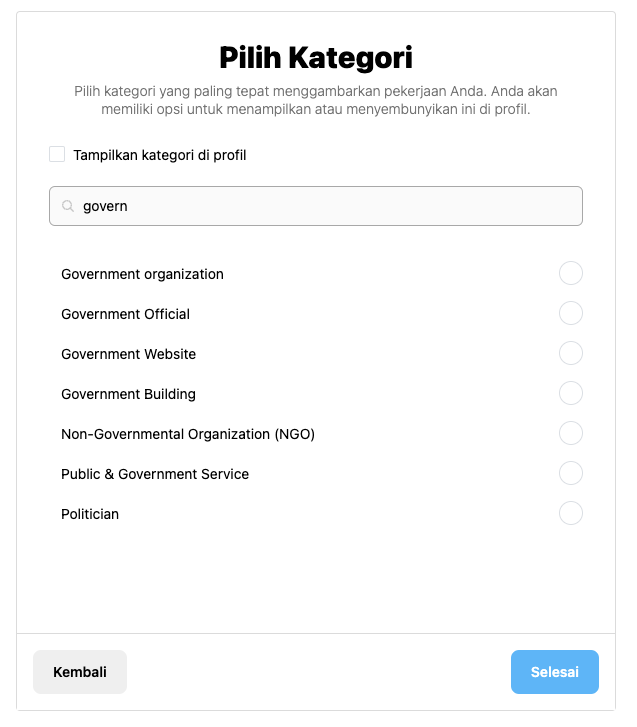 Pilih Kategori
Pilih kategori yang paling tepat menggambarkan pekerjaan Anda. Anda akan
memiliki opsi untuk menampilkan atau menyembunyikan ini di profil.
Tampilkan kategori di profil
govern
Government organization
Government Official
Government Website
Government Building
Non-Governmental Organization (NGO)
Public & Government Service
Politician
Kembali
Selesai